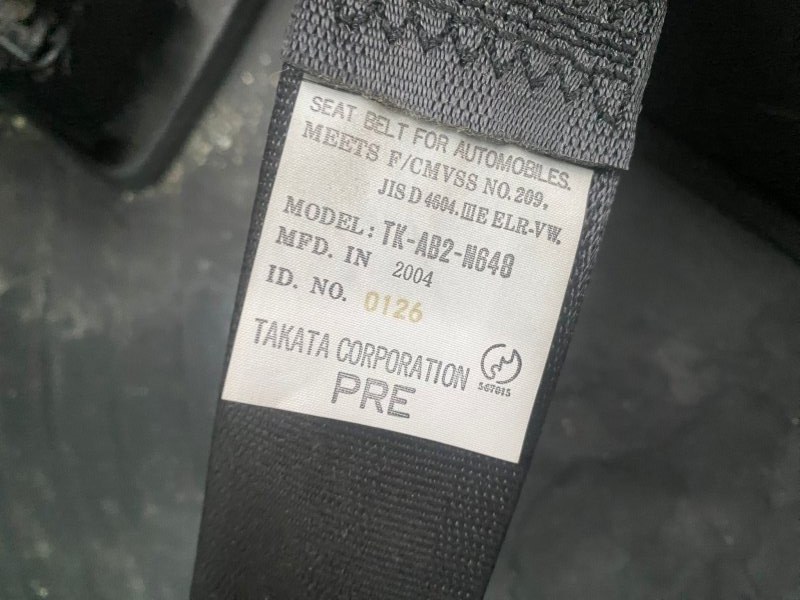 SEAT BELT FOR AUTOMOBILES.
MEETS F/CMVSS NO. 209,
JIS D 4604. ⅢE ELR-VW.
MODEL: TK-AB2-N648
MFD. IN 2004
ID. NO. 0126
TAKATA CORPORATION
567015
PRE